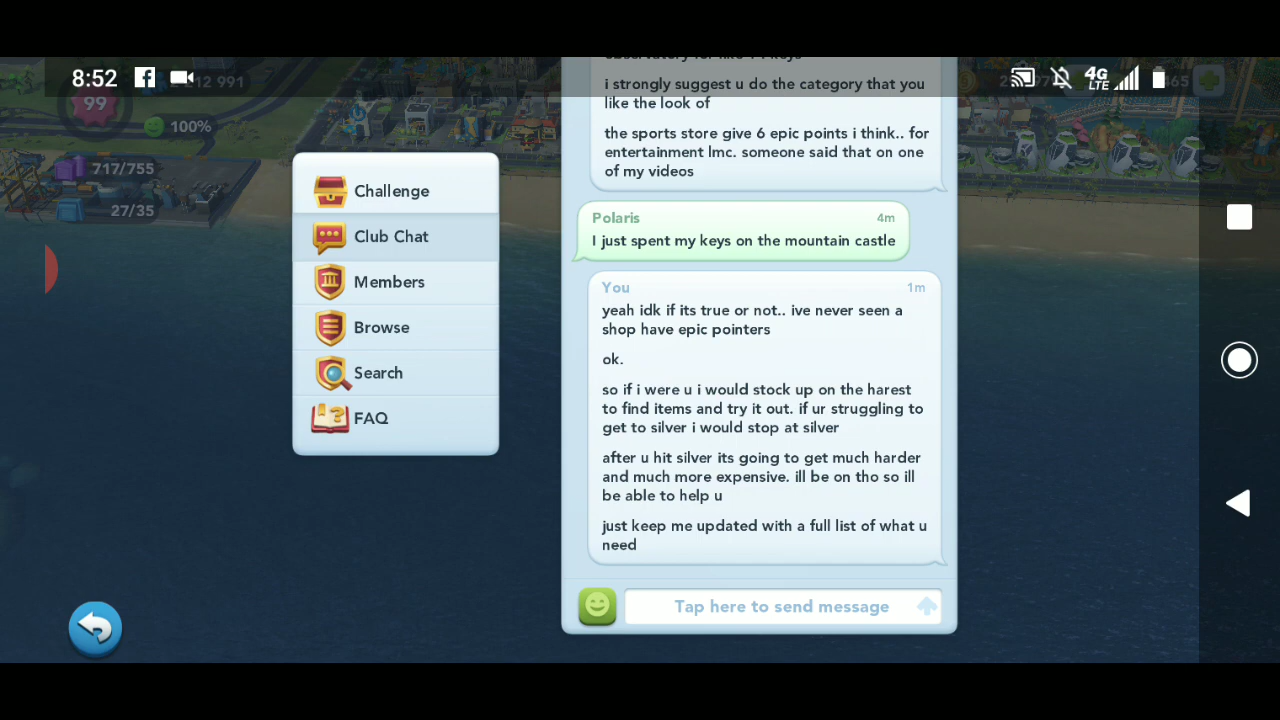 8:52
4G
LTE
99
100%
717/755
27/35
Challenge
Club Chat
Members
Browse
Search
FAQ
i strongly suggest u do the category that you
like the look of
the sports store give 6 epic points i think.. for
entertainment lmc. someone said that on one
of my videos
Polaris 4m
I just spent my keys on the mountain castle
You 1m
yeah idk if its true or not.. ive never seen a
shop have epic pointers
ok.
so if i were u i would stock up on the harest
to find items and try it out. if ur struggling to
get to silver i would stop at silver
after u hit silver its going to get much harder
and much more expensive. ill be on tho so ill
be able to help u
just keep me updated with a full list of what u
need
Tap here to send message